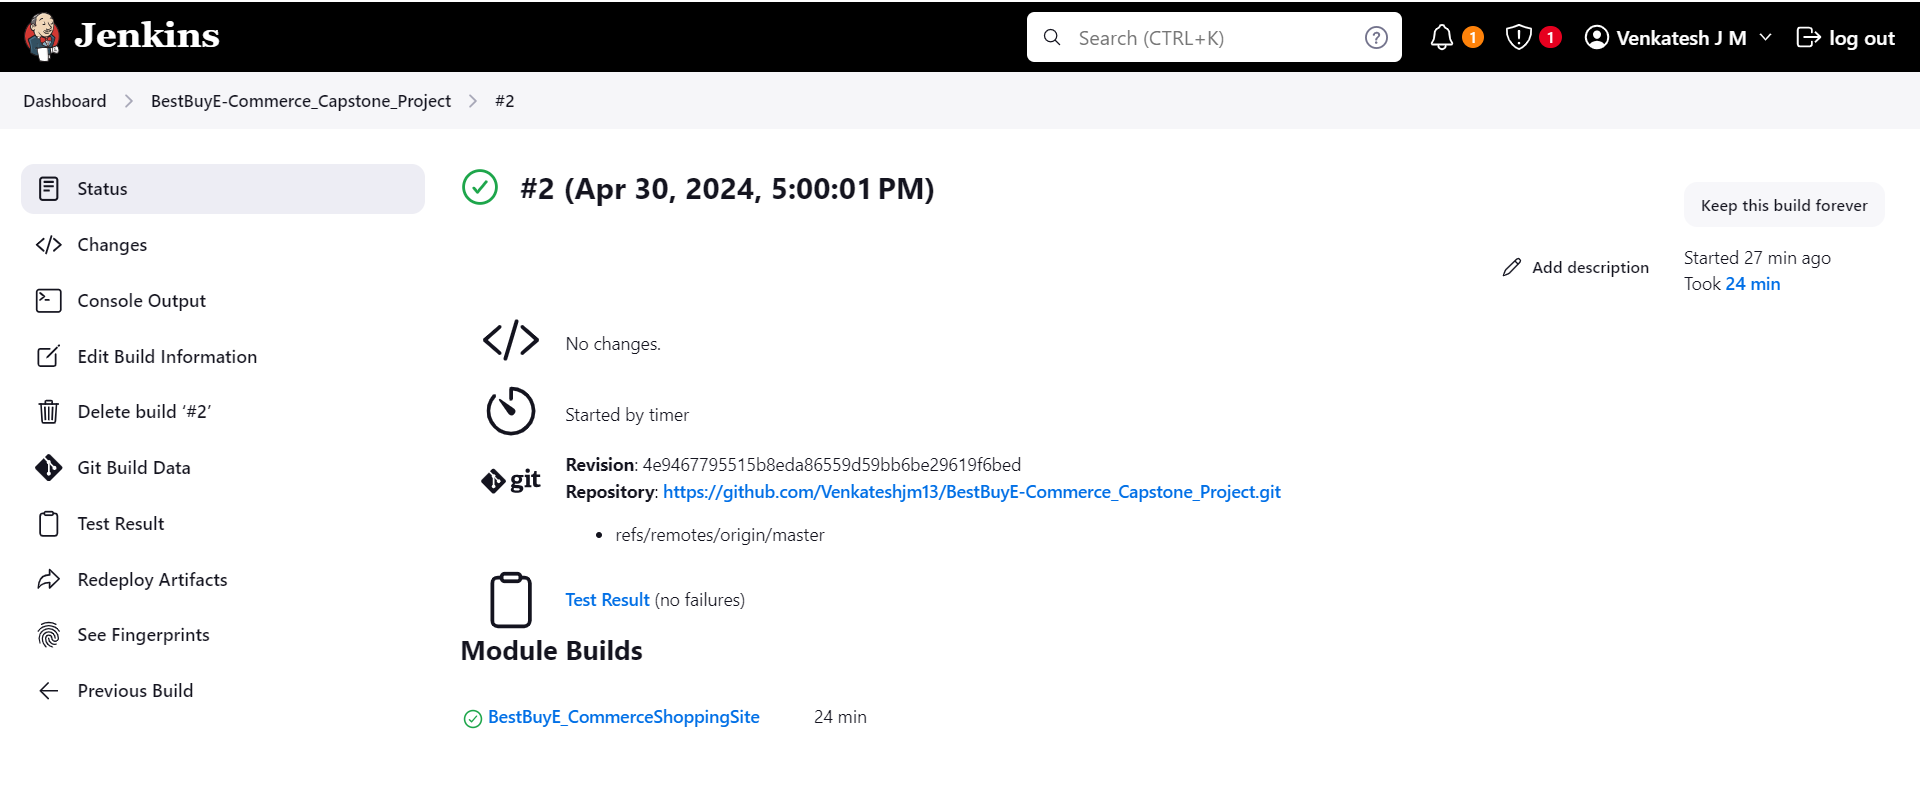 Jenkins
Search (CTRL+K)
?
1
1
Venkatesh J M
log out
Dashboard
BestBuyE-Commerce_Capstone_Project
#2
Status
Changes
Console Output
Edit Build Information
Delete build ‘#2’
Git Build Data
Test Result
Redeploy Artifacts
See Fingerprints
Previous Build
#2 (Apr 30, 2024, 5:00:01 PM)
Keep this build forever
Add description
Started 27 min ago
Took 24 min
No changes.
Started by timer
git
Revision: 4e9467795515b8eda86559d59bb6be29619f6bed
Repository: https://github.com/Venkateshjm13/BestBuyE-Commerce_Capstone_Project.git
• refs/remotes/origin/master
Test Result (no failures)
Module Builds
BestBuyE_CommerceShoppingSite 24 min